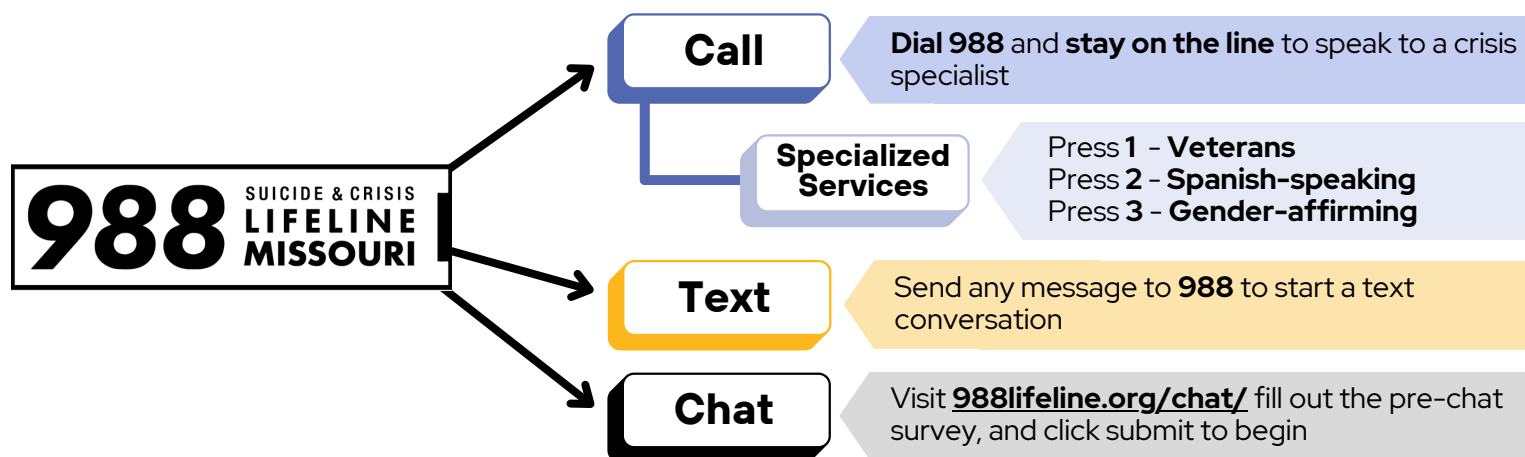 988 SUICIDE & CRISIS
LIFELINE
MISSOURI
Call
Dial 988 and stay on the line to speak to a crisis
specialist
Specialized
Services
Press 1 - Veterans
Press 2 - Spanish-speaking
Press 3 - Gender-affirming
Text
Send any message to 988 to start a text
conversation
Chat
Visit 988lifeline.org/chat/ fill out the pre-chat
survey, and click submit to begin